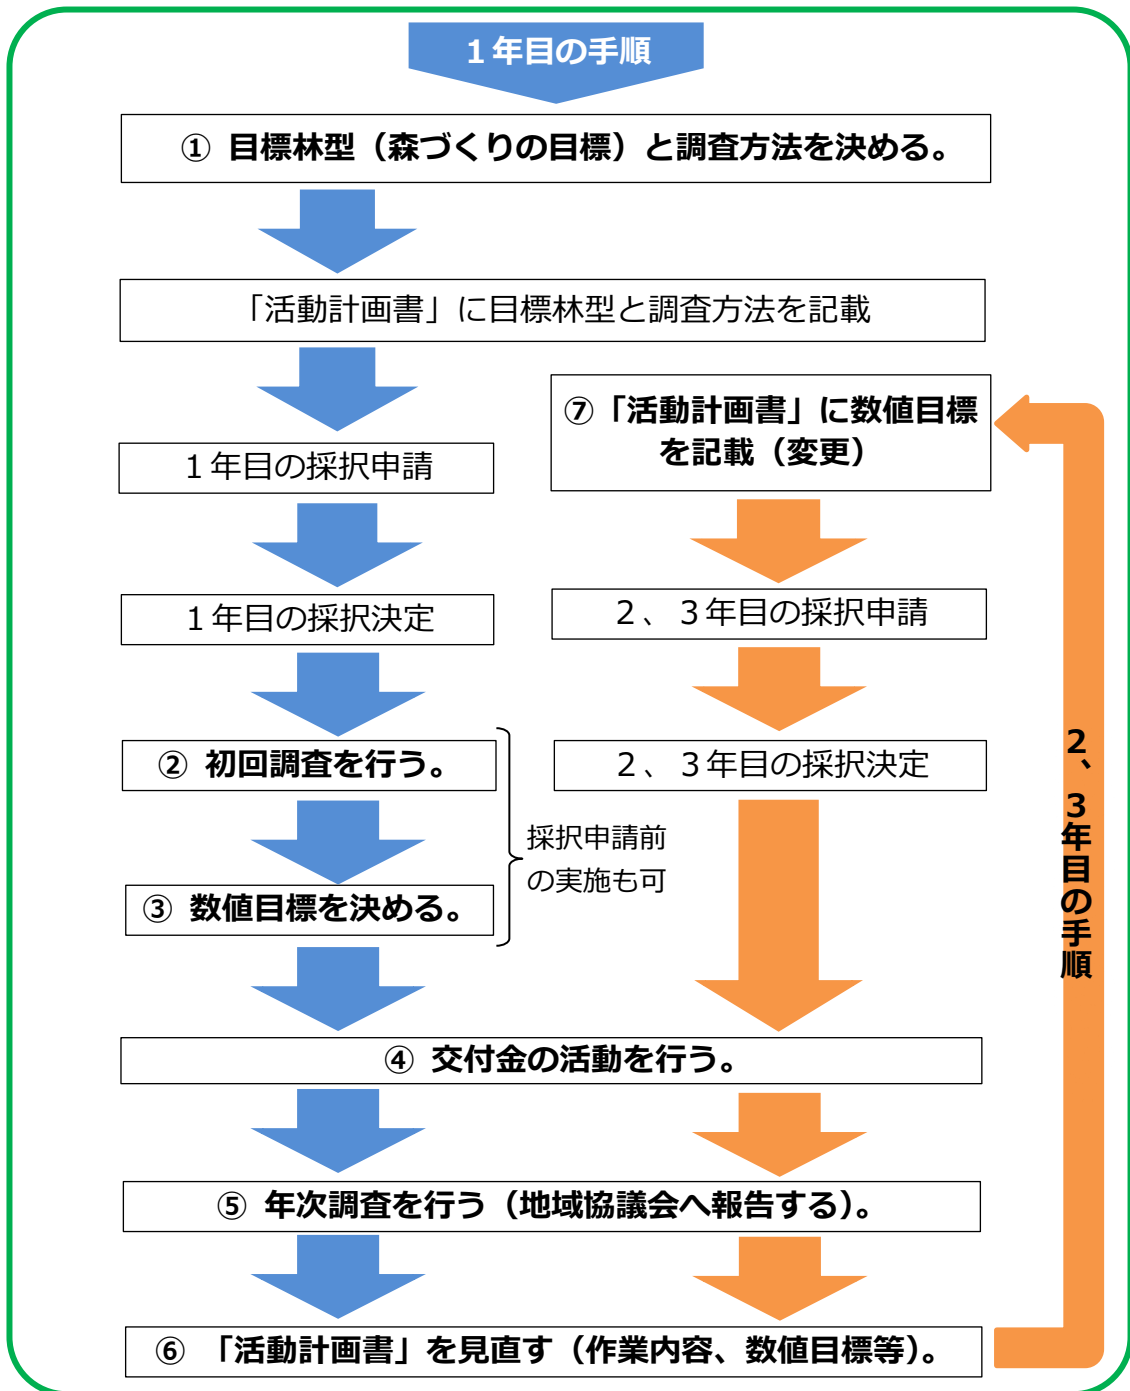 １年目の手順
① 目標林型（森づくりの目標）と調査方法を決める。
「活動計画書」に目標林型と調査方法を記載
１年目の採択申請
１年目の採択決定
② 初回調査を行う。
③ 数値目標を決める。
採択申請前
の実施も可
⑦「活動計画書」に数値目標
を記載（変更）
２、３年目の採択申請
２、３年目の採択決定
④ 交付金の活動を行う。
⑤ 年次調査を行う（地域協議会へ報告する）。
⑥ 「活動計画書」を見直す（作業内容、数値目標等）。
２、３年目の手順